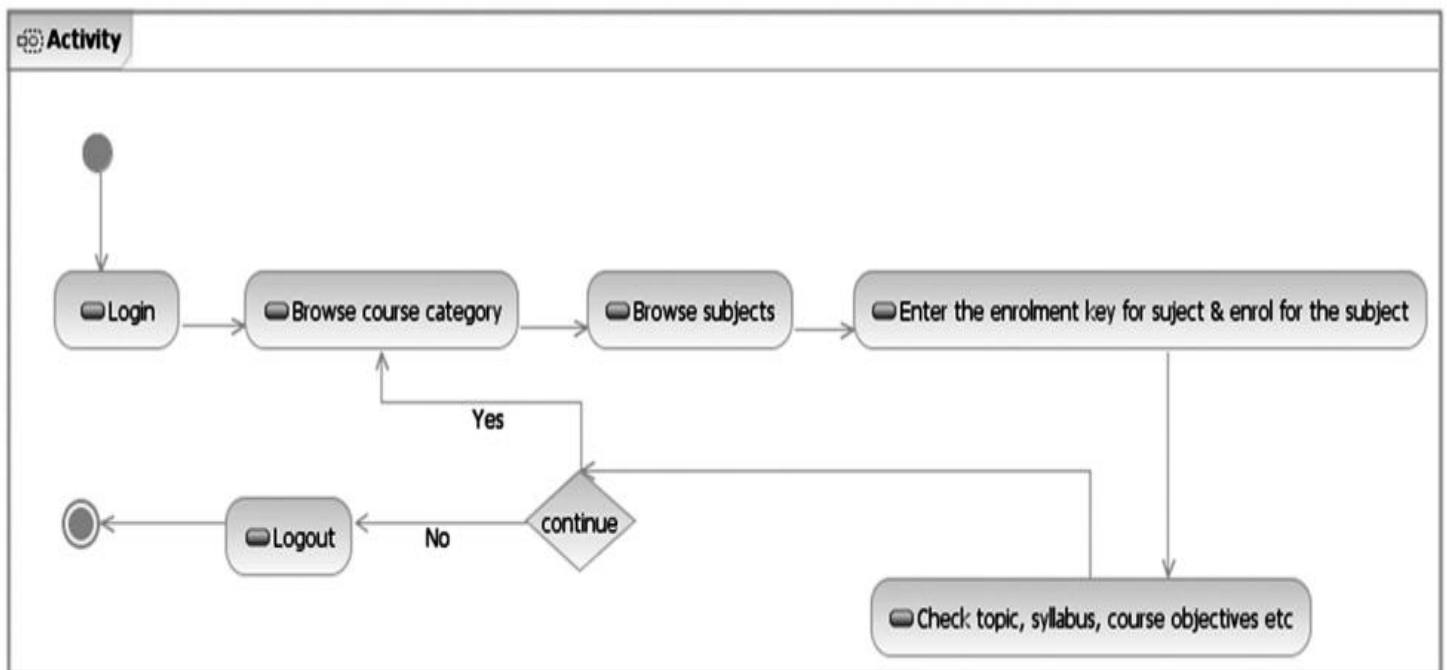 Activity
Login
Browse course category
Browse subjects
Enter the enrolment key for suject & enrol for the subject
Yes
continue
No
Logout
Check topic, syllabus, course objectives etc